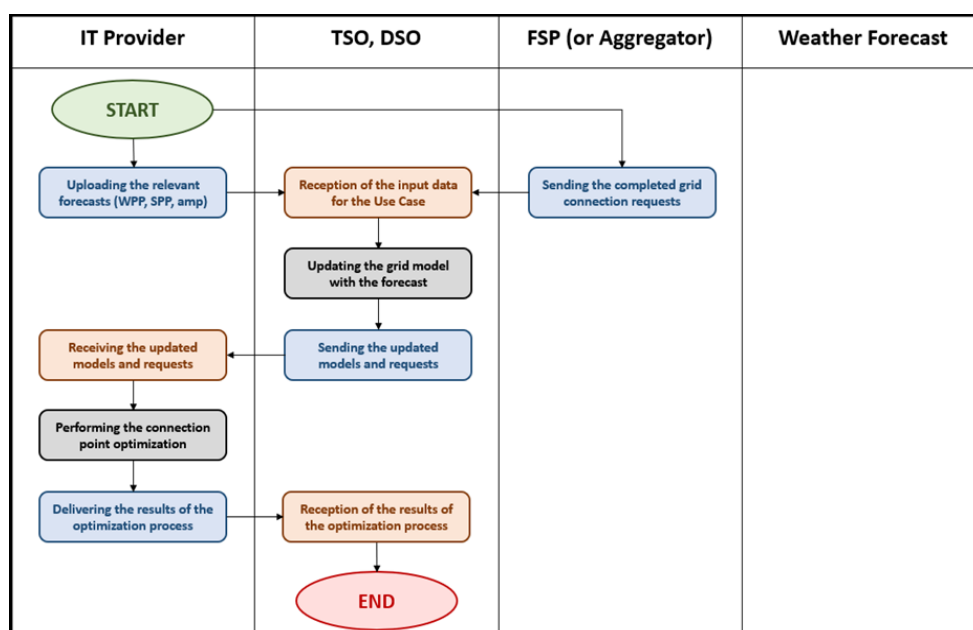 IT Provider
TSO, DSO
FSP (or Aggregator)
Weather Forecast
START
Uploading the relevant
forecasts (WPP, SPP, amp)
Reception of the input data
for the Use Case
Sending the completed grid
connection requests
Updating the grid model
with the forecast
Receiving the updated
models and requests
Sending the updated
models and requests
Performing the connection
point optimization
Delivering the results of the
optimization process
Reception of the results of
the optimization process
END